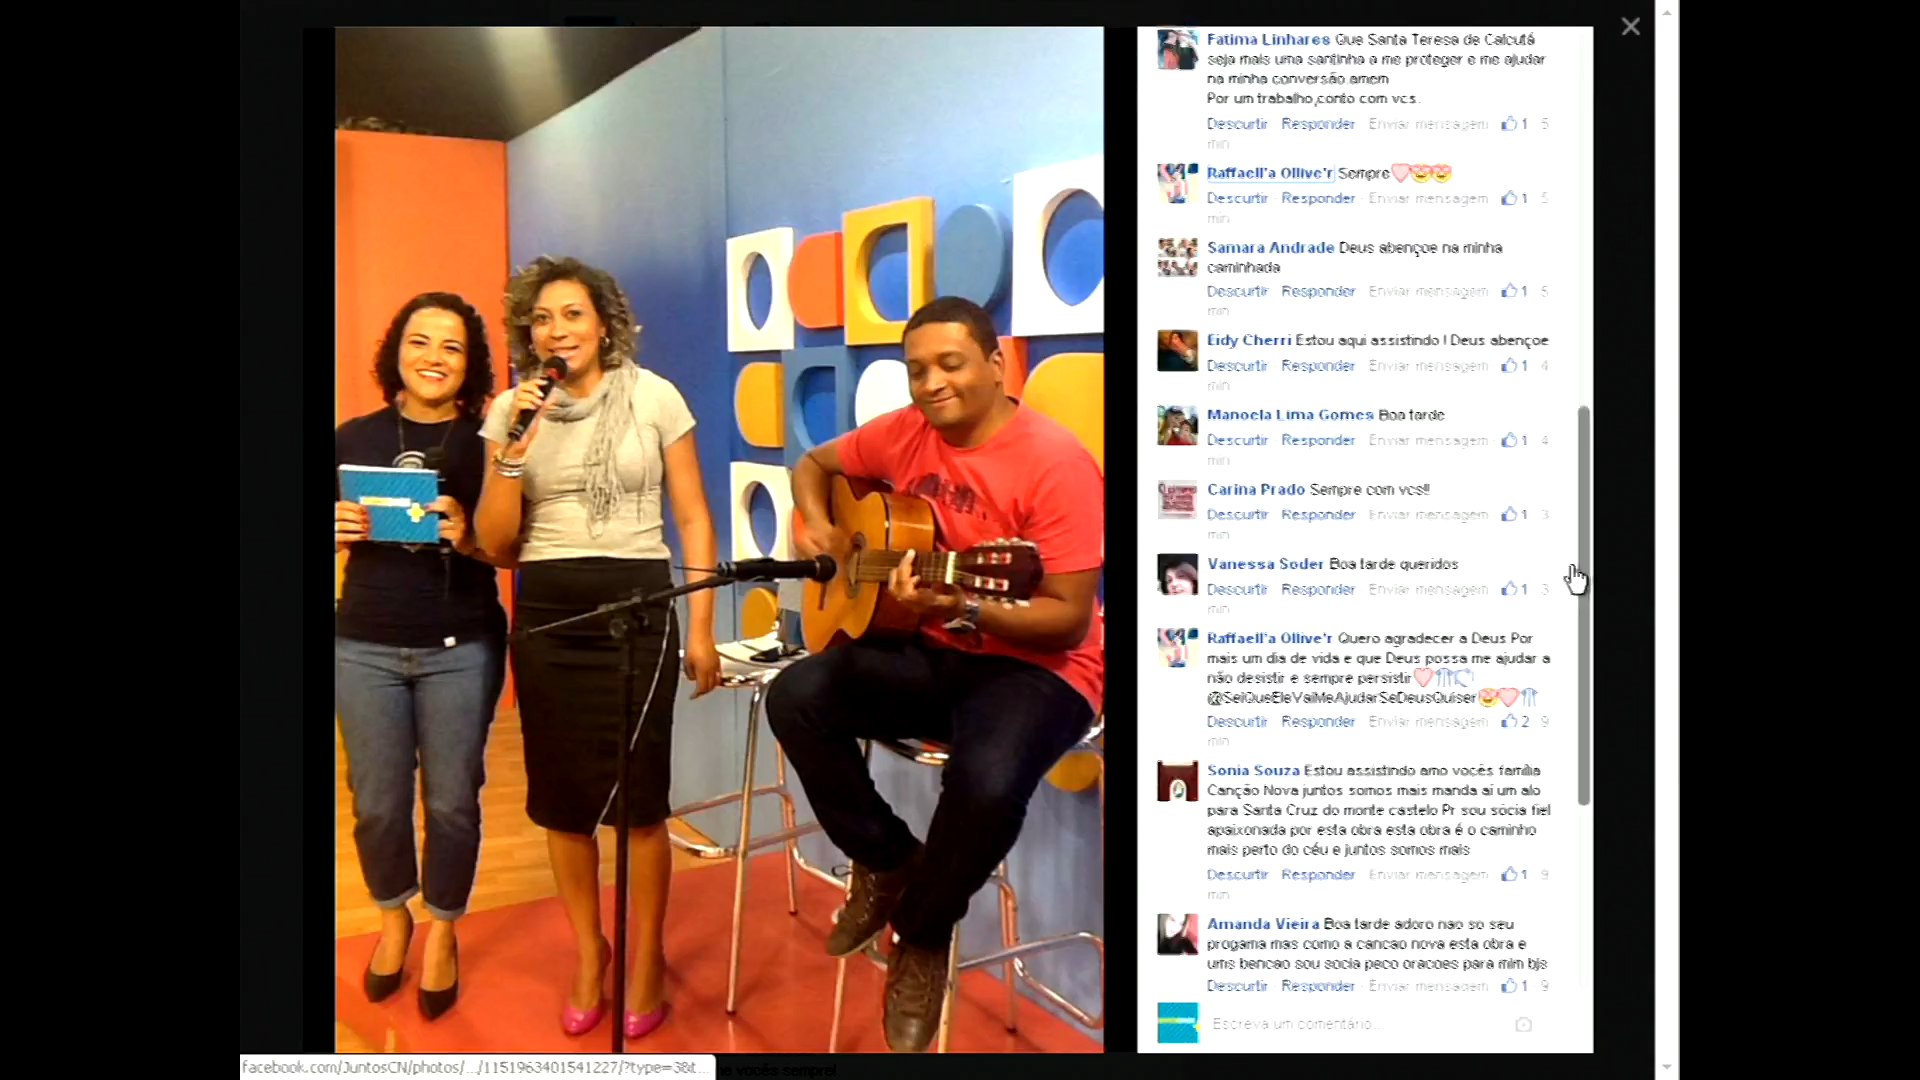 Fatima Linhares Que Santa Teresa de Calcutá
seja mais uma santinha a me proteger e me ajudar
na minha conversão amem
Por um trabalho,conto com vcs.
Descurtir Responder Enviar mensagem 1 5
min
Raffaell'a Ollive'r Sempre
Descurtir Responder Enviar mensagem 1 5
min
Samara Andrade Deus abençoe na minha
caminhada
Descurtir Responder Enviar mensagem 1 5
min
Eidy Cherri Estou aqui assistindo ! Deus abençoe
Descurtir Responder Enviar mensagem 1 4
min
Manoela Lima Gomes Boa tarde
Descurtir Responder Enviar mensagem 1 4
min
Carina Prado Sempre com vcs!!
Descurtir Responder Enviar mensagem 1 3
min
Vanessa Soder Boa tarde queridos
Descurtir Responder Enviar mensagem 1 3
min
Raffaell'a Ollive'r Quero agradecer a Deus Por
mais um dia de vida e que Deus possa me ajudar a
não desistir e sempre persistir
@SeiQueEleVaiMeAjudarSeDeusQuiser
Descurtir Responder Enviar mensagem 2 9
min
Sonia Souza Estou assistindo amo vocês família
Canção Nova juntos somos mais manda aí um alo
para Santa Cruz do monte castelo Pr sou sócia fiel
apaixonada por esta obra esta obra é o caminho
mais perto do céu e juntos somos mais
Descurtir Responder Enviar mensagem 1 9
min
Amanda Vieira Boa tarde adoro nao so seu
progama mas como a cancao nova esta obra e
ums bencao sou socia peco oracoes para mim bjs
Descurtir Responder Enviar mensagem 1 9
Escreva um comentário...
facebook.com/JuntosCN/photos/.../1151963401541227/?type=3&t...
vocês sempre!